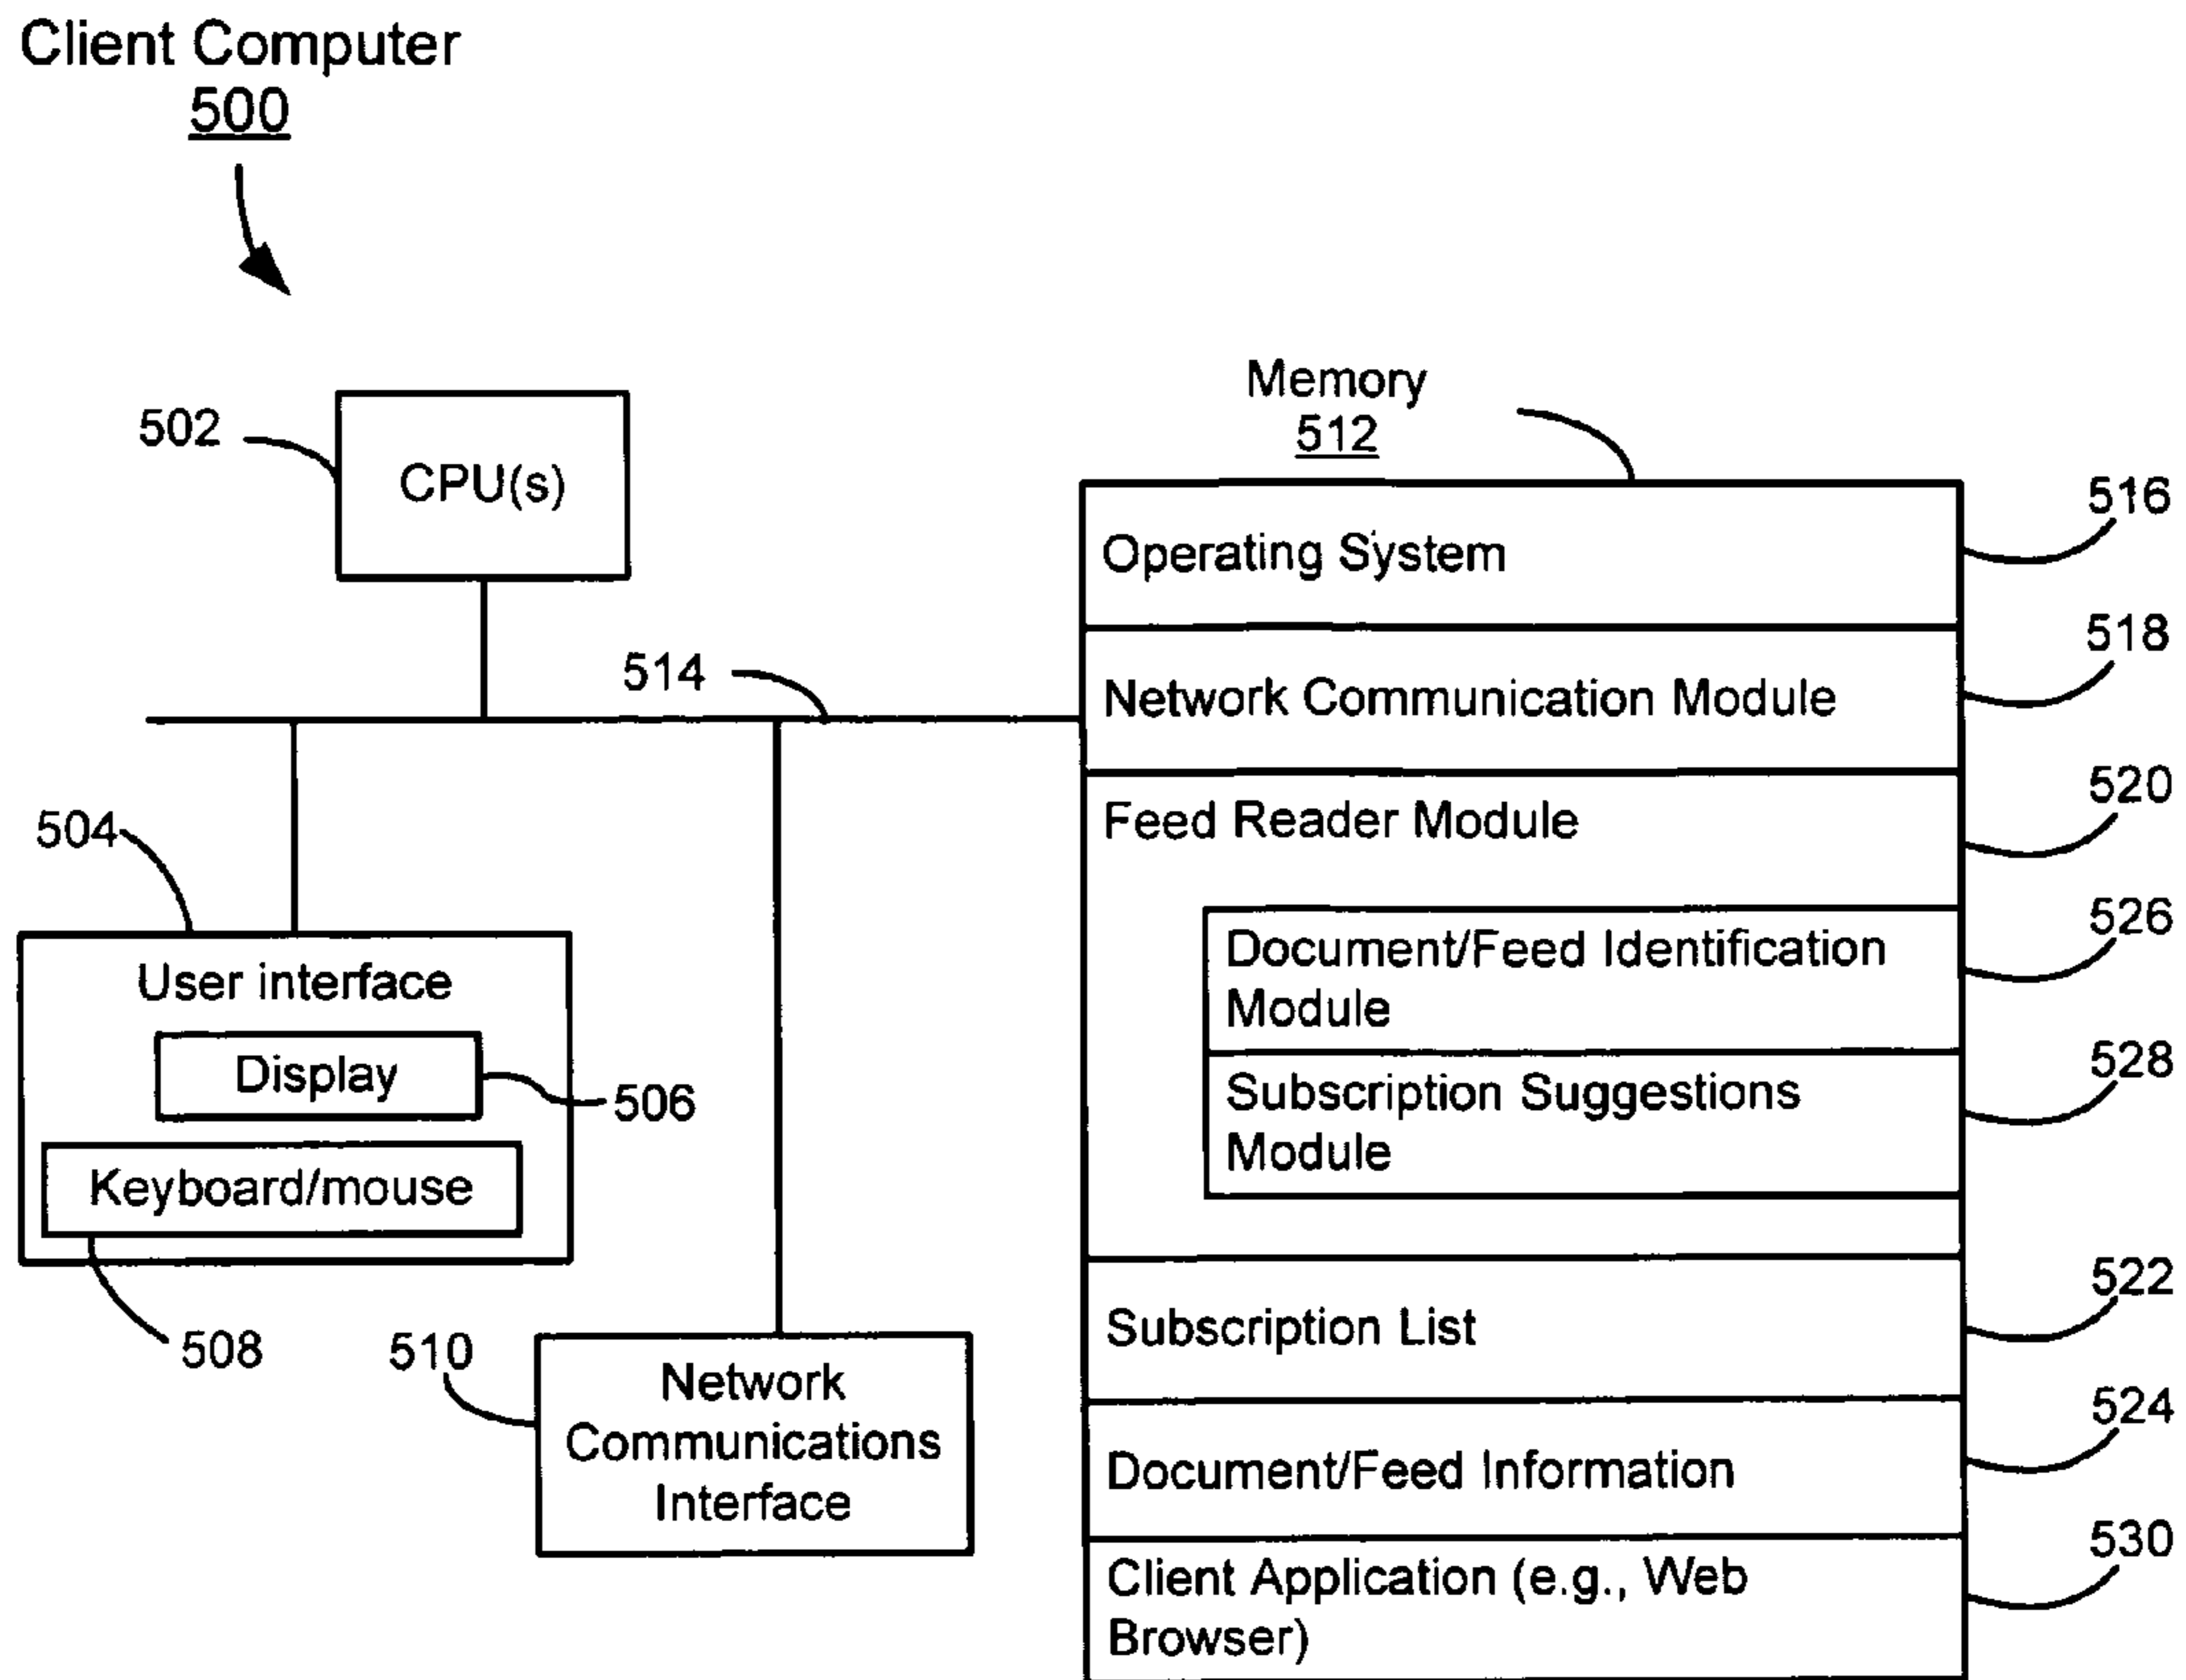 Client Computer
500
Memory
512
502
CPU(s)
516
Operating System
518
514
Network Communication Module
520
Feed Reader Module
504
526
Document/Feed Identification
Module
User interface
528
Display
506
Subscription Suggestions
Module
Keyboard/mouse
522
Subscription List
508
510
Network
Communications
Interface
524
Document/Feed Information
530
Client Application (e.g., Web
Browser)